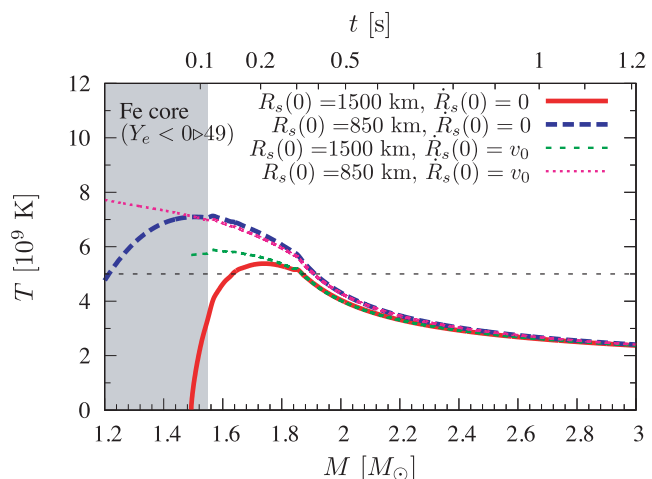 t [s]
0.1 0.2 0.5 1 1.2
12
10
8
6
4
2
0
T [10⁹ K]
Fe core
(Yₑ < 0▹49)
Rₛ(0) =1500 km, Ṙₛ(0) = 0
Rₛ(0) =850 km, Ṙₛ(0) = 0
Rₛ(0) =1500 km, Ṙₛ(0) = v₀
Rₛ(0) =850 km, Ṙₛ(0) = v₀
1.2 1.4 1.6 1.8 2 2.2 2.4 2.6 2.8 3
M [M⊙]